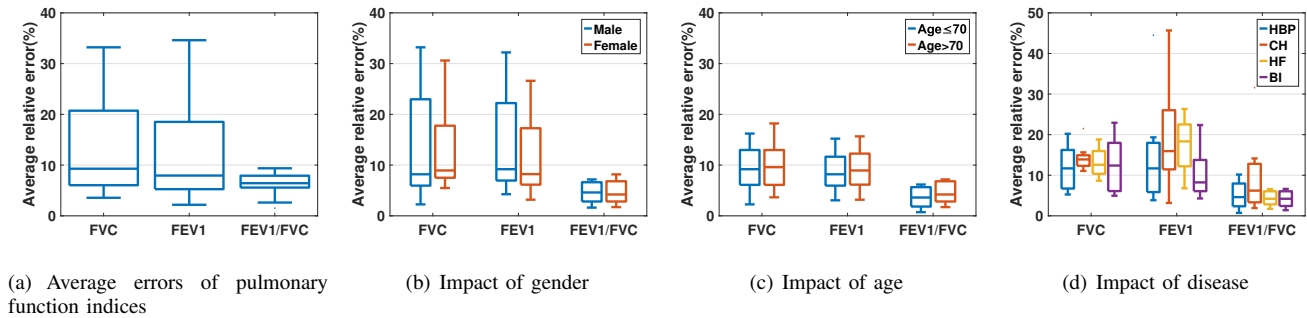 Average relative error(%)
40
30
20
10
0
FVC
FEV1
FEV1/FVC
(a) Average errors of pulmonary
function indices
Average relative error(%)
40
30
20
10
0
Male
Female
FVC
FEV1
FEV1/FVC
(b) Impact of gender
Average relative error(%)
40
30
20
10
0
Age≤70
Age>70
FVC
FEV1
FEV1/FVC
(c) Impact of age
Average relative error(%)
50
40
30
20
10
0
HBP
CH
HF
BI
FVC
FEV1
FEV1/FVC
(d) Impact of disease